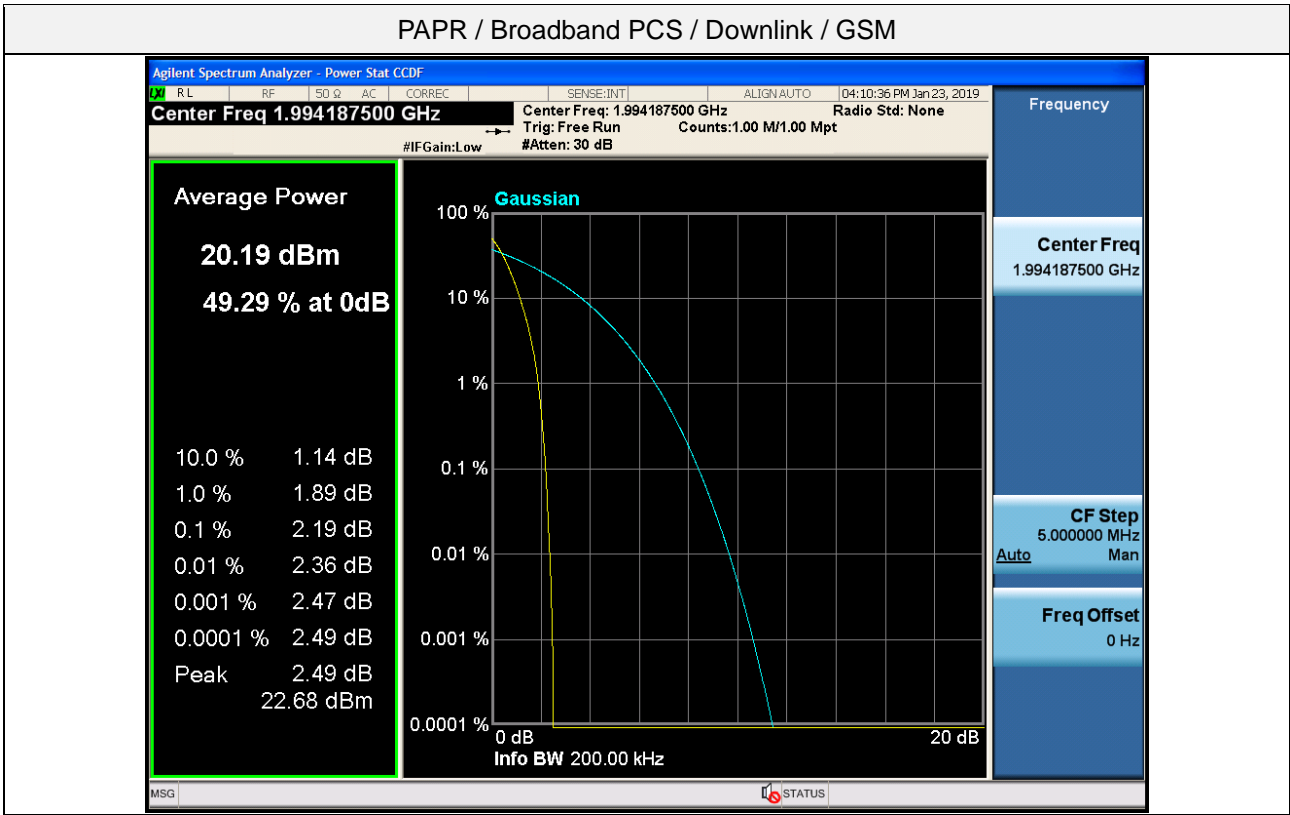 PAPR / Broadband PCS / Downlink / GSM
Agilent Spectrum Analyzer - Power Stat CCDF
LXI RL RF 50 Ω AC CORREC SENSE:INT ALIGNAUTO 04:10:36 PM Jan 23, 2019
Center Freq 1.994187500 GHz
Center Freq: 1.994187500 GHz Radio Std: None
Trig: Free Run Counts:1.00 M/1.00 Mpt
#IFGain:Low #Atten: 30 dB
Frequency
Average Power
20.19 dBm
49.29 % at 0dB
10.0 % 1.14 dB
1.0 % 1.89 dB
0.1 % 2.19 dB
0.01 % 2.36 dB
0.001 % 2.47 dB
0.0001 % 2.49 dB
Peak 2.49 dB
22.68 dBm
Gaussian
100 %
10 %
1 %
0.1 %
0.01 %
0.001 %
0.0001 %
0 dB 20 dB
Info BW 200.00 kHz
Center Freq
1.994187500 GHz
CF Step
5.000000 MHz
Auto Man
Freq Offset
0 Hz
MSG STATUS